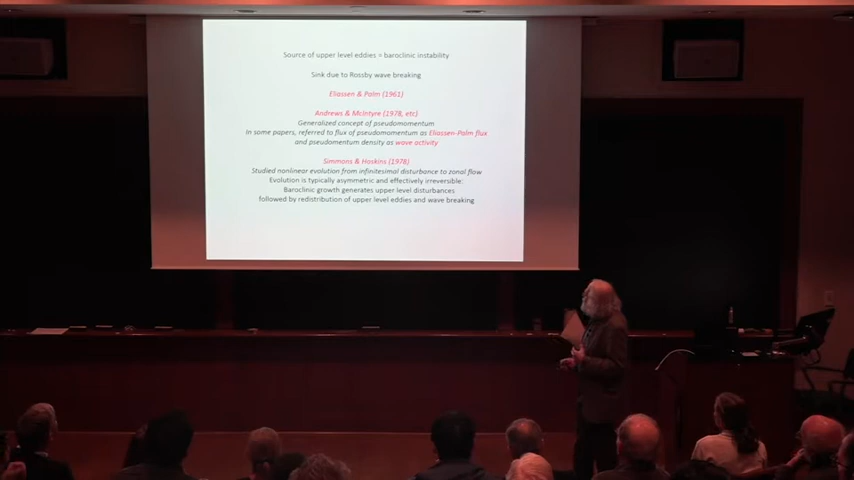 Source of upper level eddies = baroclinic instability
Sink due to Rossby wave breaking
Eliassen & Palm (1961)
Andrews & McIntyre (1978, etc)
Generalized concept of pseudomomentum
In some papers, referred to flux of pseudomomentum as Eliassen-Palm flux
and pseudomentum density as wave activity
Simmons & Hoskins (1978)
Studied nonlinear evolution from infinitesimal disturbance to zonal flow
Evolution is typically asymmetric and effectively irreversible:
Baroclinic growth generates upper level disturbances
followed by redistribution of upper level eddies and wave breaking